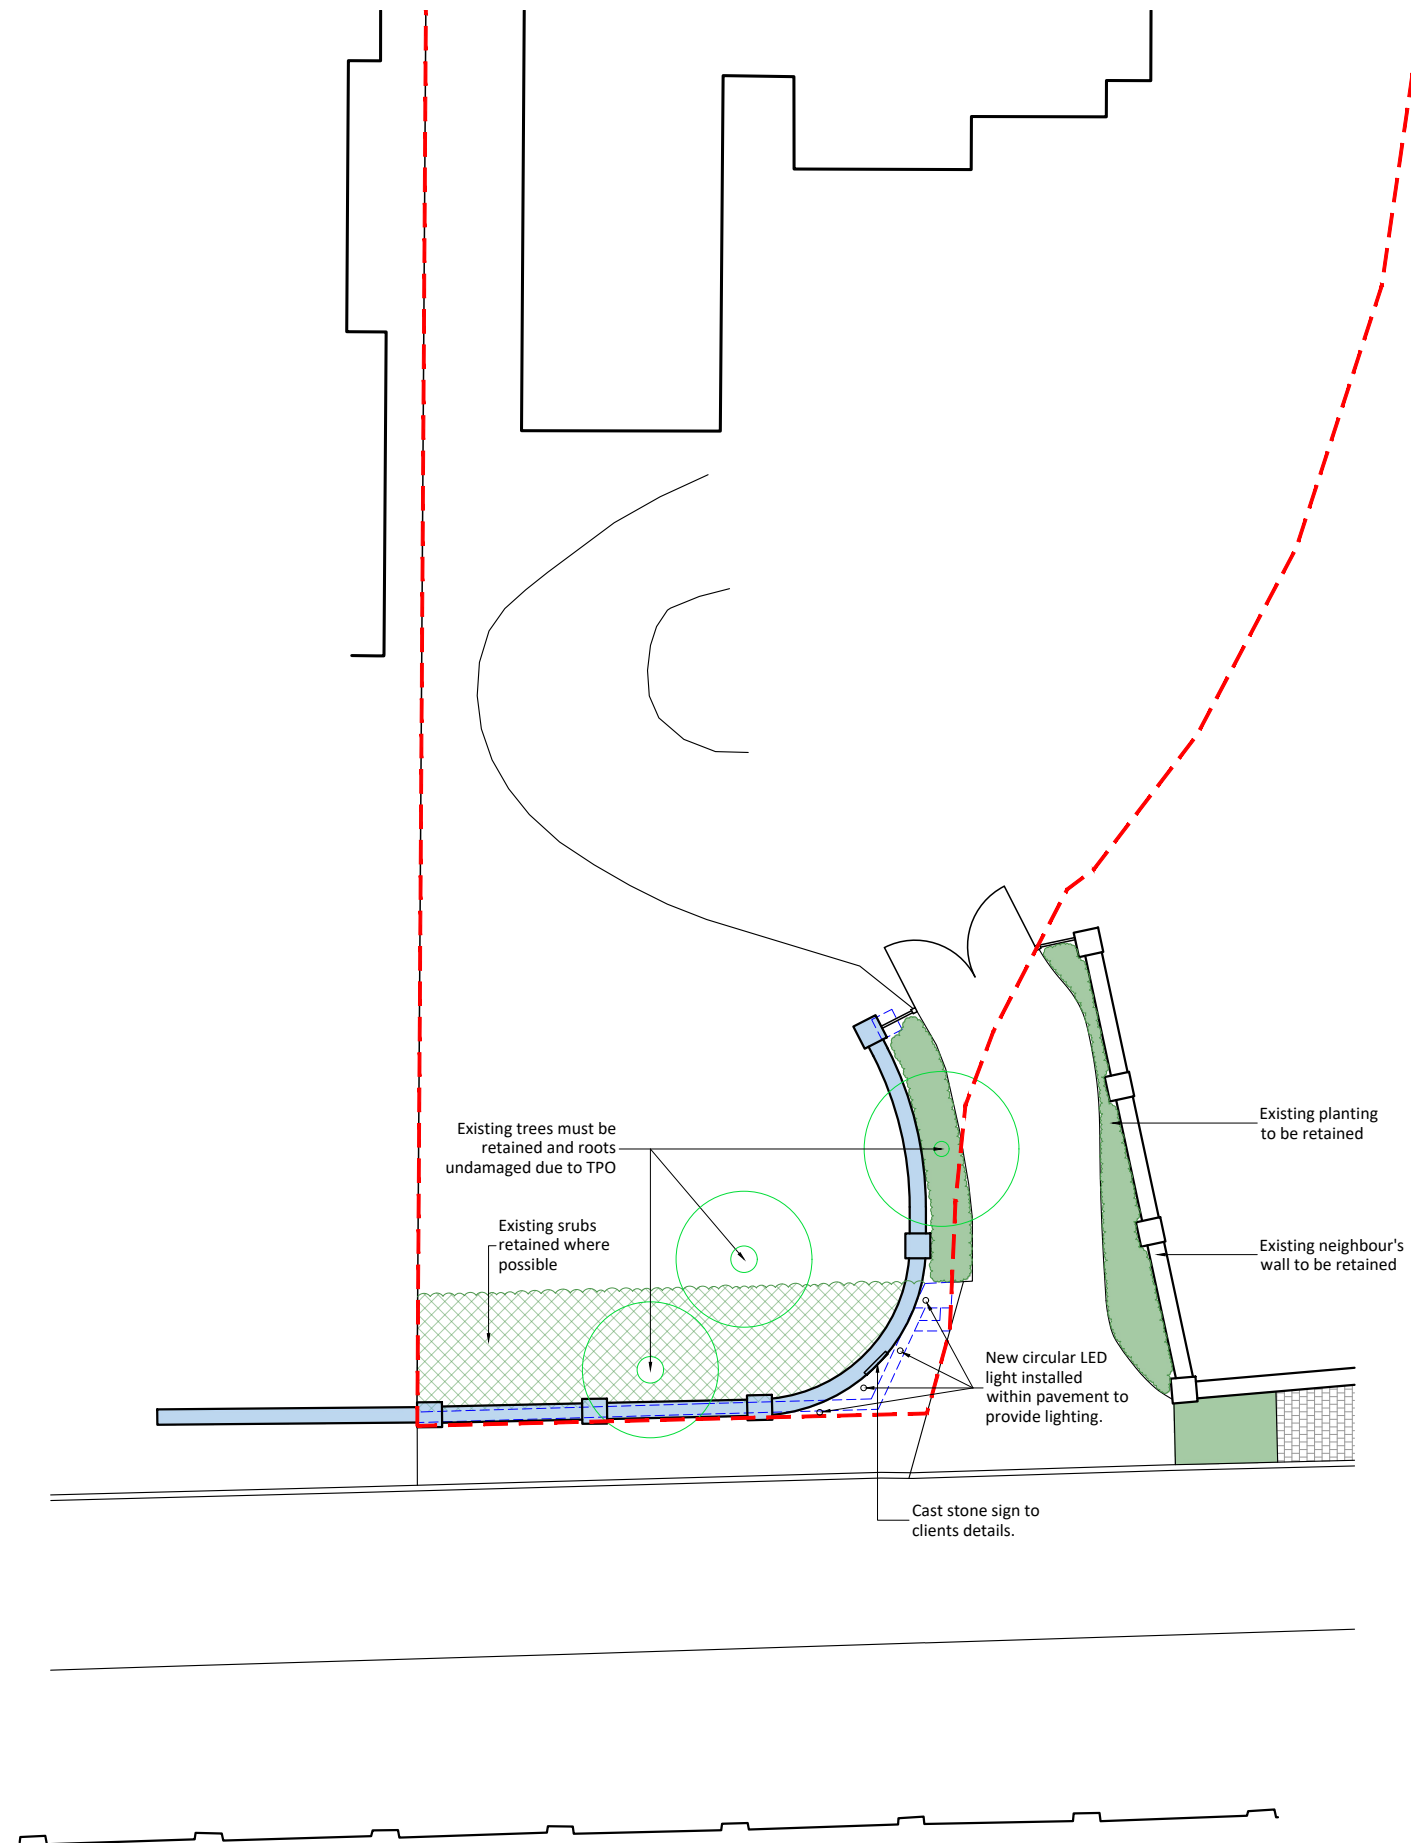 Existing planting
to be retained
Existing trees must be
retained and roots
undamaged due to TPO
Existing srubs
retained where
possible
Existing neighbour's
wall to be retained
New circular LED
light installed
within pavement to
provide lighting.
Cast stone sign to
clients details.